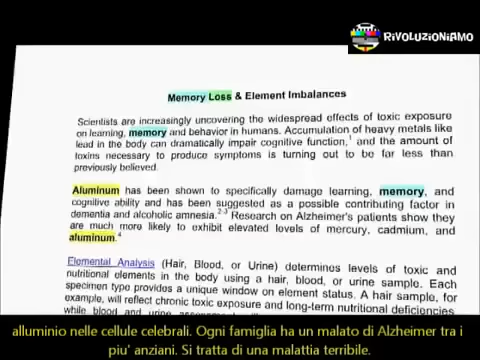 RiVOLUZIONiAMO
Memory Loss & Element Imbalances
Scientists are increasingly uncovering the widespread effects of toxic exposure
on learning, memory and behavior in humans. Accumulation of heavy metals like
lead in the body can dramatically impair cognitive function,¹ and the amount of
toxins necessary to produce symptoms is turning out to be far less than
previously believed.
Aluminum has been shown to specifically damage learning, memory, and
cognitive ability and has been suggested as a possible contributing factor in
dementia and alcoholic amnesia.²⁻³ Research on Alzheimer's patients show they
are much more likely to exhibit elevated levels of mercury, cadmium, and
aluminum.⁴
Elemental Analysis (Hair, Blood, or Urine) determines levels of toxic and
nutritional elements in the body using a hair, blood, or urine sample. Each
specimen type provides a unique window on element status. A hair sample, for
example, will reflect chronic toxic exposure and long-term nutritional deficiencies
while blood and urine
alluminio nelle cellule celebrali. Ogni famiglia ha un malato di Alzheimer tra i
piu' anziani. Si tratta di una malattia terribile.